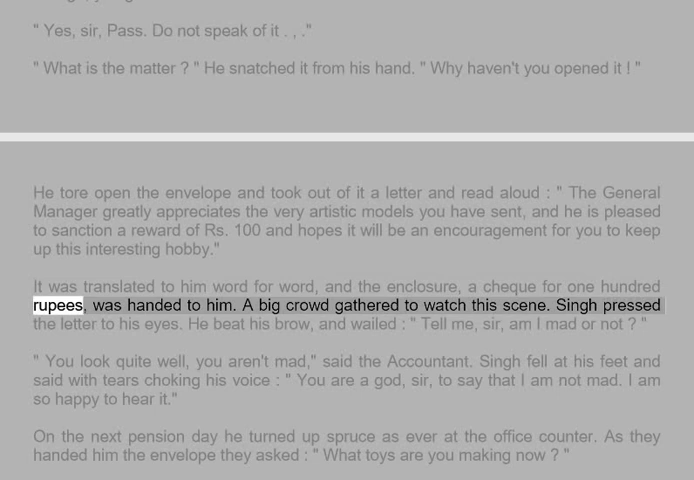 " Yes, sir, Pass. Do not speak of it . , ."
" What is the matter ? " He snatched it from his hand. " Why haven't you opened it ! "
He tore open the envelope and took out of it a letter and read aloud : " The General
Manager greatly appreciates the very artistic models you have sent, and he is pleased
to sanction a reward of Rs. 100 and hopes it will be an encouragement for you to keep
up this interesting hobby."
It was translated to him word for word, and the enclosure, a cheque for one hundred
rupees, was handed to him. A big crowd gathered to watch this scene. Singh pressed
the letter to his eyes. He beat his brow, and wailed : " Tell me, sir, am I mad or not ? "
" You look quite well, you aren't mad," said the Accountant. Singh fell at his feet and
said with tears choking his voice : " You are a god, sir, to say that I am not mad. I am
so happy to hear it."
On the next pension day he turned up spruce as ever at the office counter. As they
handed him the envelope they asked : " What toys are you making now ? "